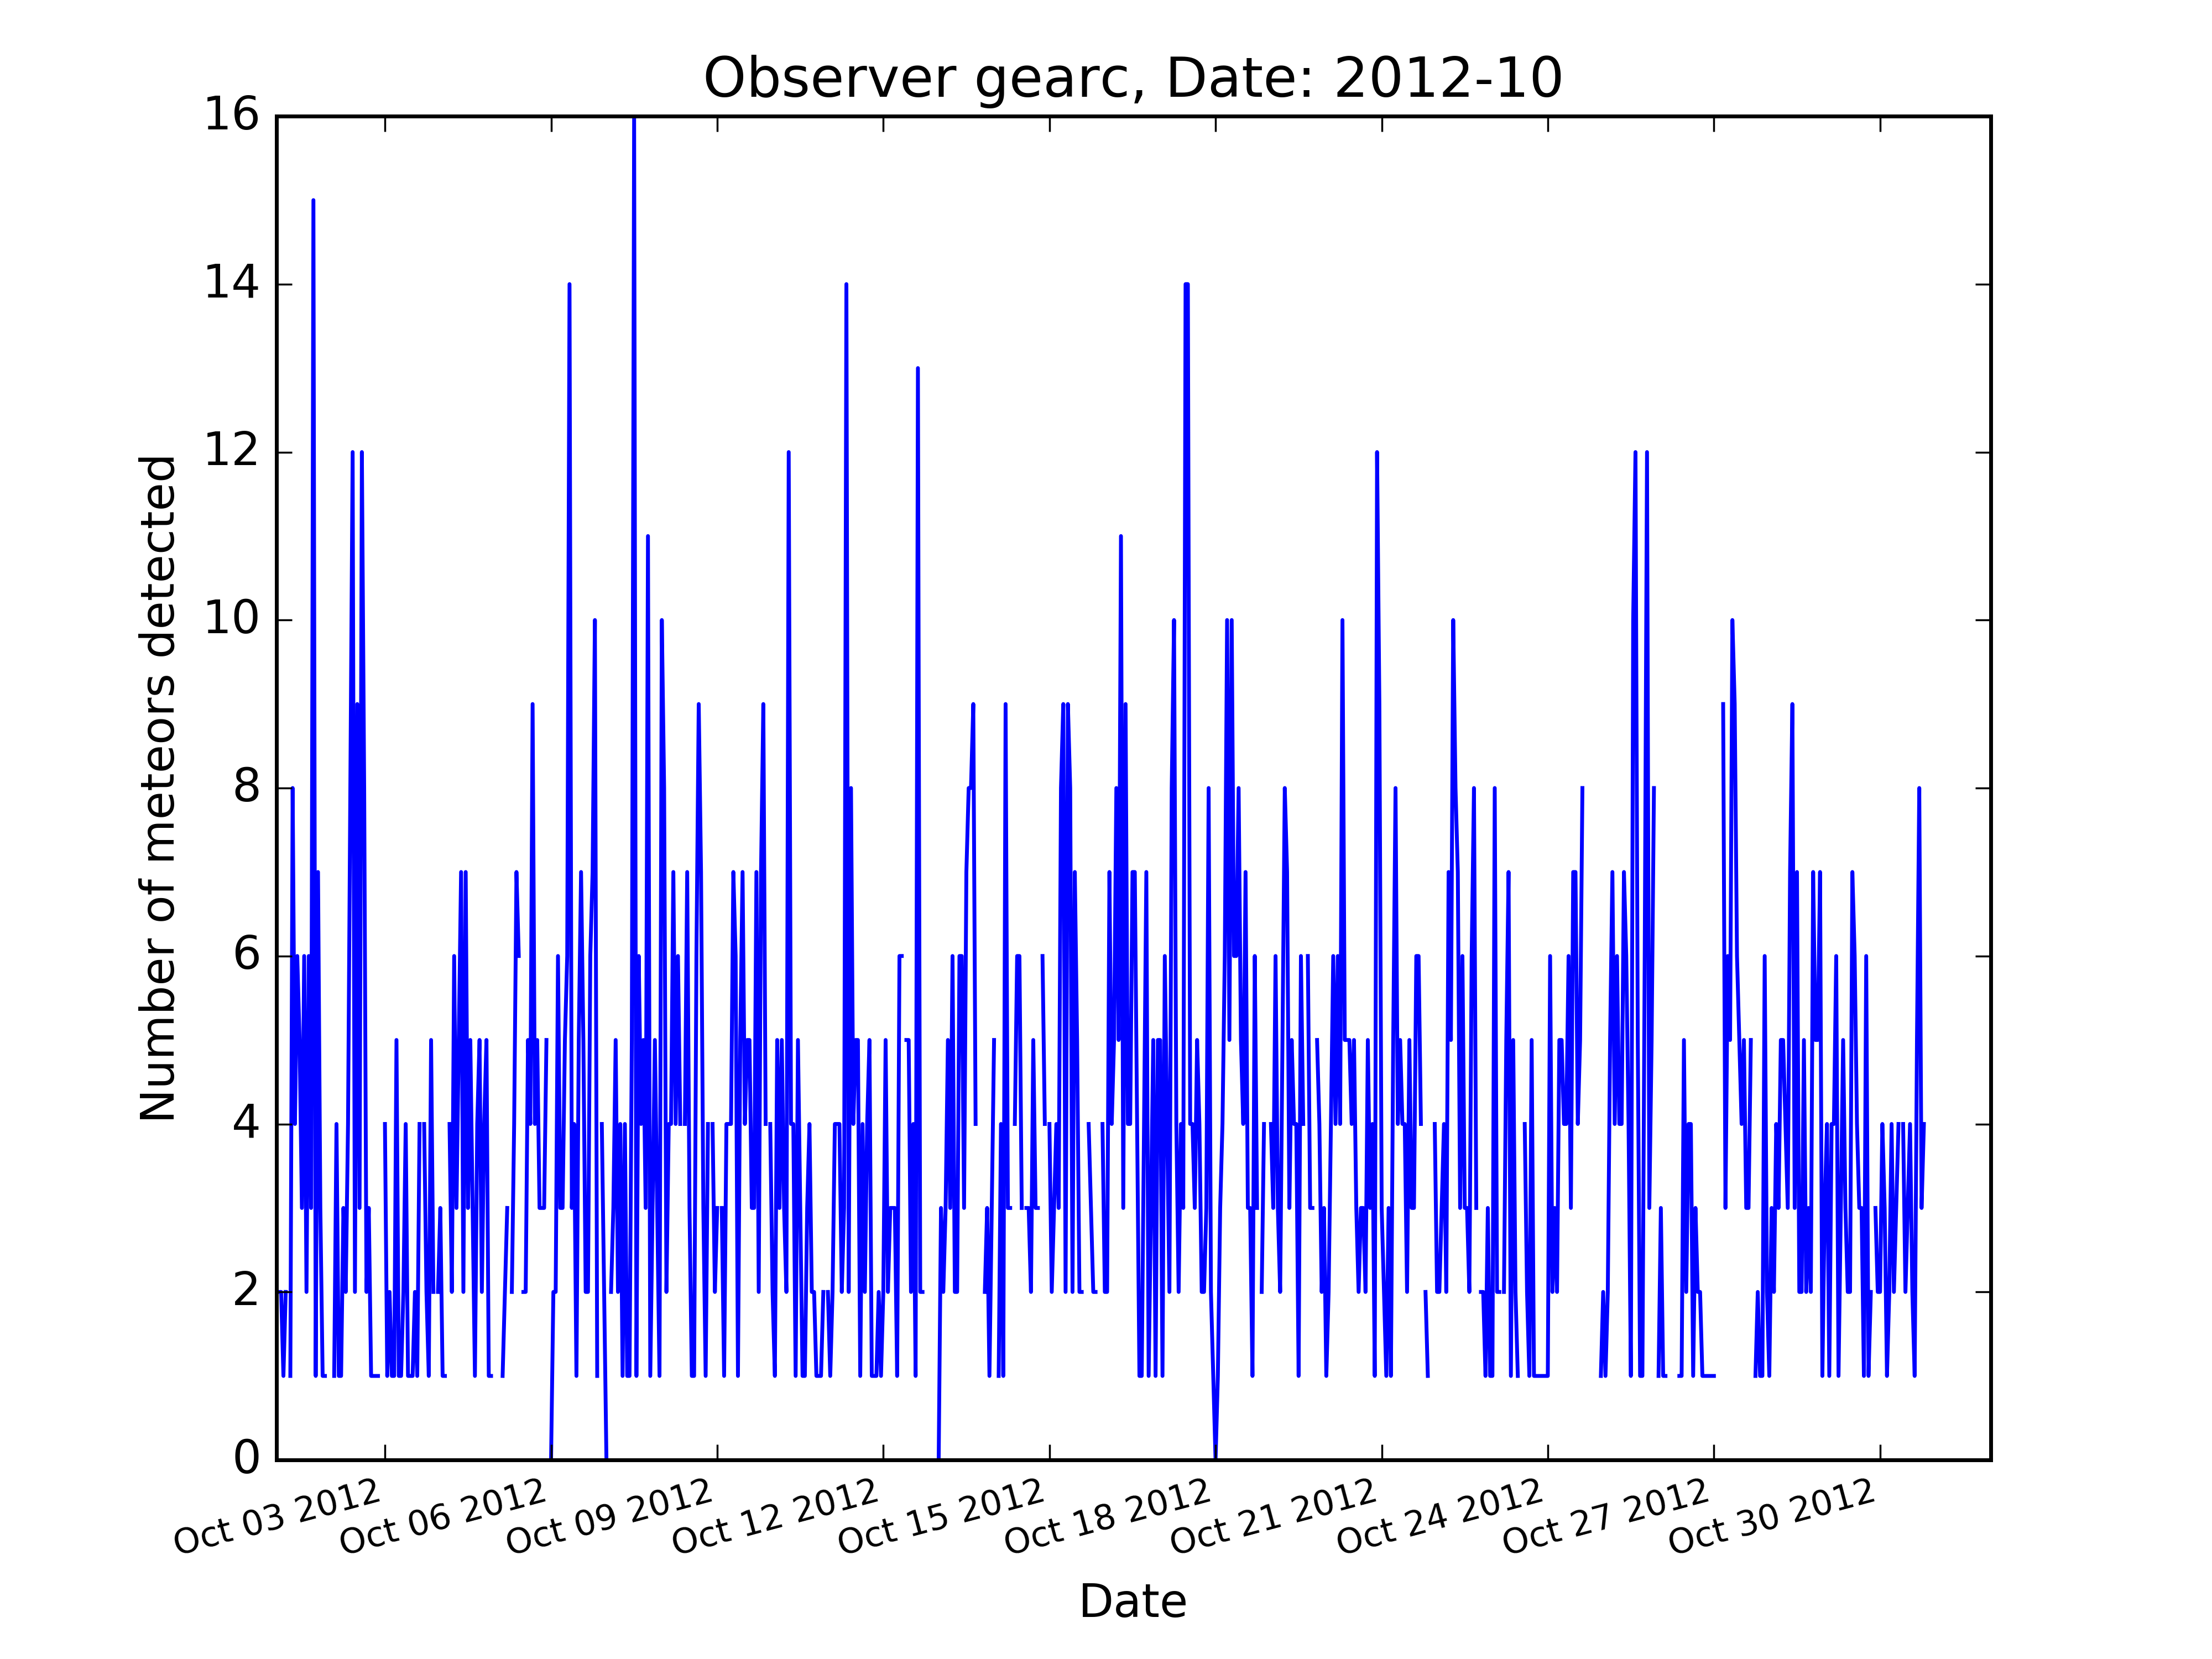 Observer gearc, Date: 2012-10
Number of meteors detected
16
14
12
10
8
6
4
2
0
Oct 03 2012
Oct 06 2012
Oct 09 2012
Oct 12 2012
Oct 15 2012
Oct 18 2012
Oct 21 2012
Oct 24 2012
Oct 27 2012
Oct 30 2012
Date